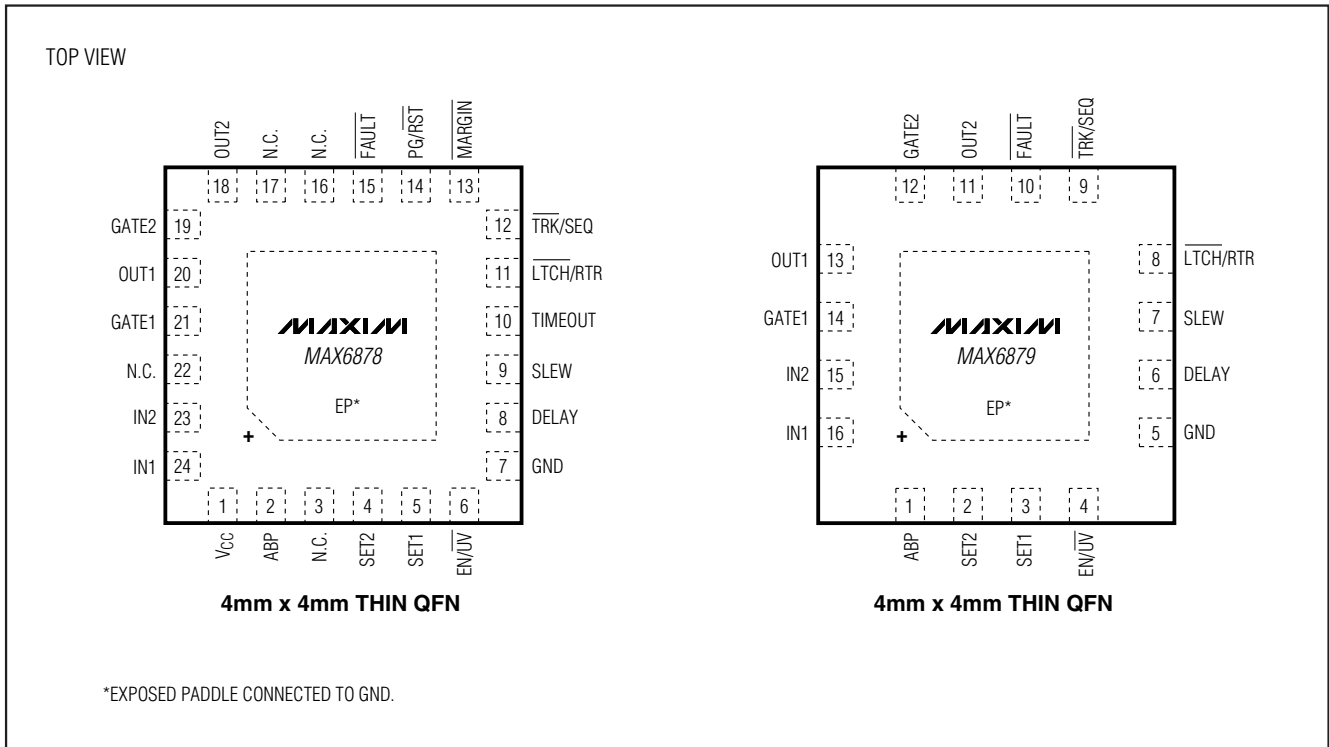 TOP VIEW
OUT2
N.C.
N.C.
FAULT
PG/RST
MARGIN
18
17
16
15
14
13
GATE2 19
12 TRK/SEQ
OUT1 20
11 LTCH/RTR
GATE1 21
10 TIMEOUT
N.C. 22
9 SLEW
IN2 23
8 DELAY
IN1 24
7 GND
MAXIM
MAX6878
EP*
+
1
2
3
4
5
6
VCC
ABP
N.C.
SET2
SET1
EN/UV
4mm x 4mm THIN QFN
GATE2
OUT2
FAULT
TRK/SEQ
12
11
10
9
OUT1 13
8 LTCH/RTR
GATE1 14
7 SLEW
IN2 15
6 DELAY
IN1 16
5 GND
MAXIM
MAX6879
EP*
+
1
2
3
4
ABP
SET2
SET1
EN/UV
4mm x 4mm THIN QFN
*EXPOSED PADDLE CONNECTED TO GND.